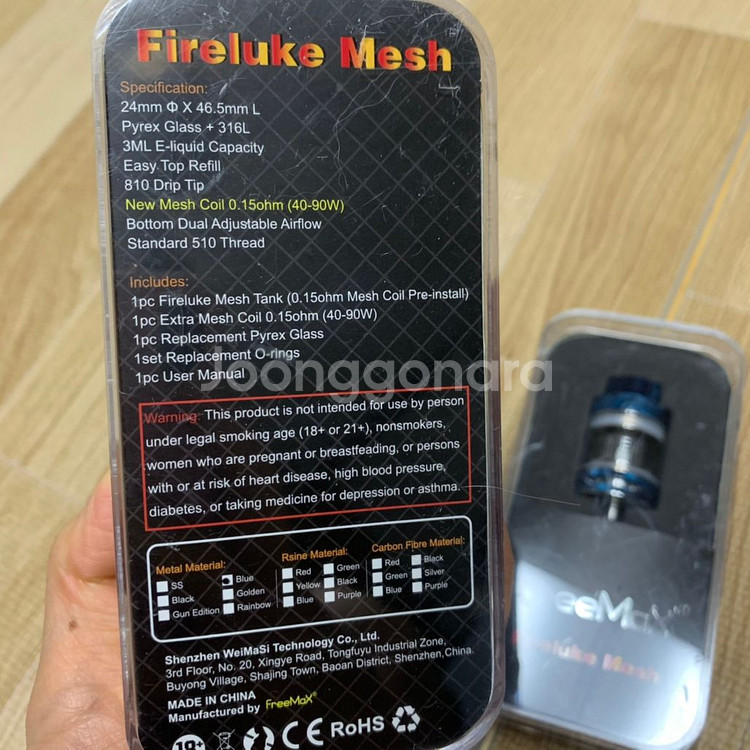 Fireluke Mesh
Specification:
24mm Φ X 46.5mm L
Pyrex Glass + 316L
3ML E-liquid Capacity
Easy Top Refill
810 Drip Tip
New Mesh Coil 0.15ohm (40-90W)
Bottom Dual Adjustable Airflow
Standard 510 Thread
Includes:
1pc Fireluke Mesh Tank (0.15ohm Mesh Coil Pre-install)
1pc Extra Mesh Coil 0.15ohm (40-90W)
1pc Replacement Pyrex Glass
1set Replacement O-rings
1pc User Manual
Joonggonara
Warning: This product is not intended for use by person
under legal smoking age (18+ or 21+), nonsmokers,
women who are pregnant or breastfeeding, or persons
with or at risk of heart disease, high blood pressure,
diabetes, or taking medicine for depression or asthma.
Metal Material:
SS
Black
Gun Edition
Blue
Golden
Rainbow
Rsine Material:
Red
Yellow
Blue
Green
Black
Purple
Carbon Fibre Material:
Red
Green
Blue
Black
Silver
Purple
Shenzhen WeiMaSi Technology Co., Ltd.
3rd Floor, No. 20, Xingye Road, Tongfuyu Industrial Zone,
Buyong Village, Shajing Town, Baoan District, Shenzhen,China.
MADE IN CHINA
Manufactured by FreeMaX®
18+ CE RoHS
eeMaX
Fireluke Mesh